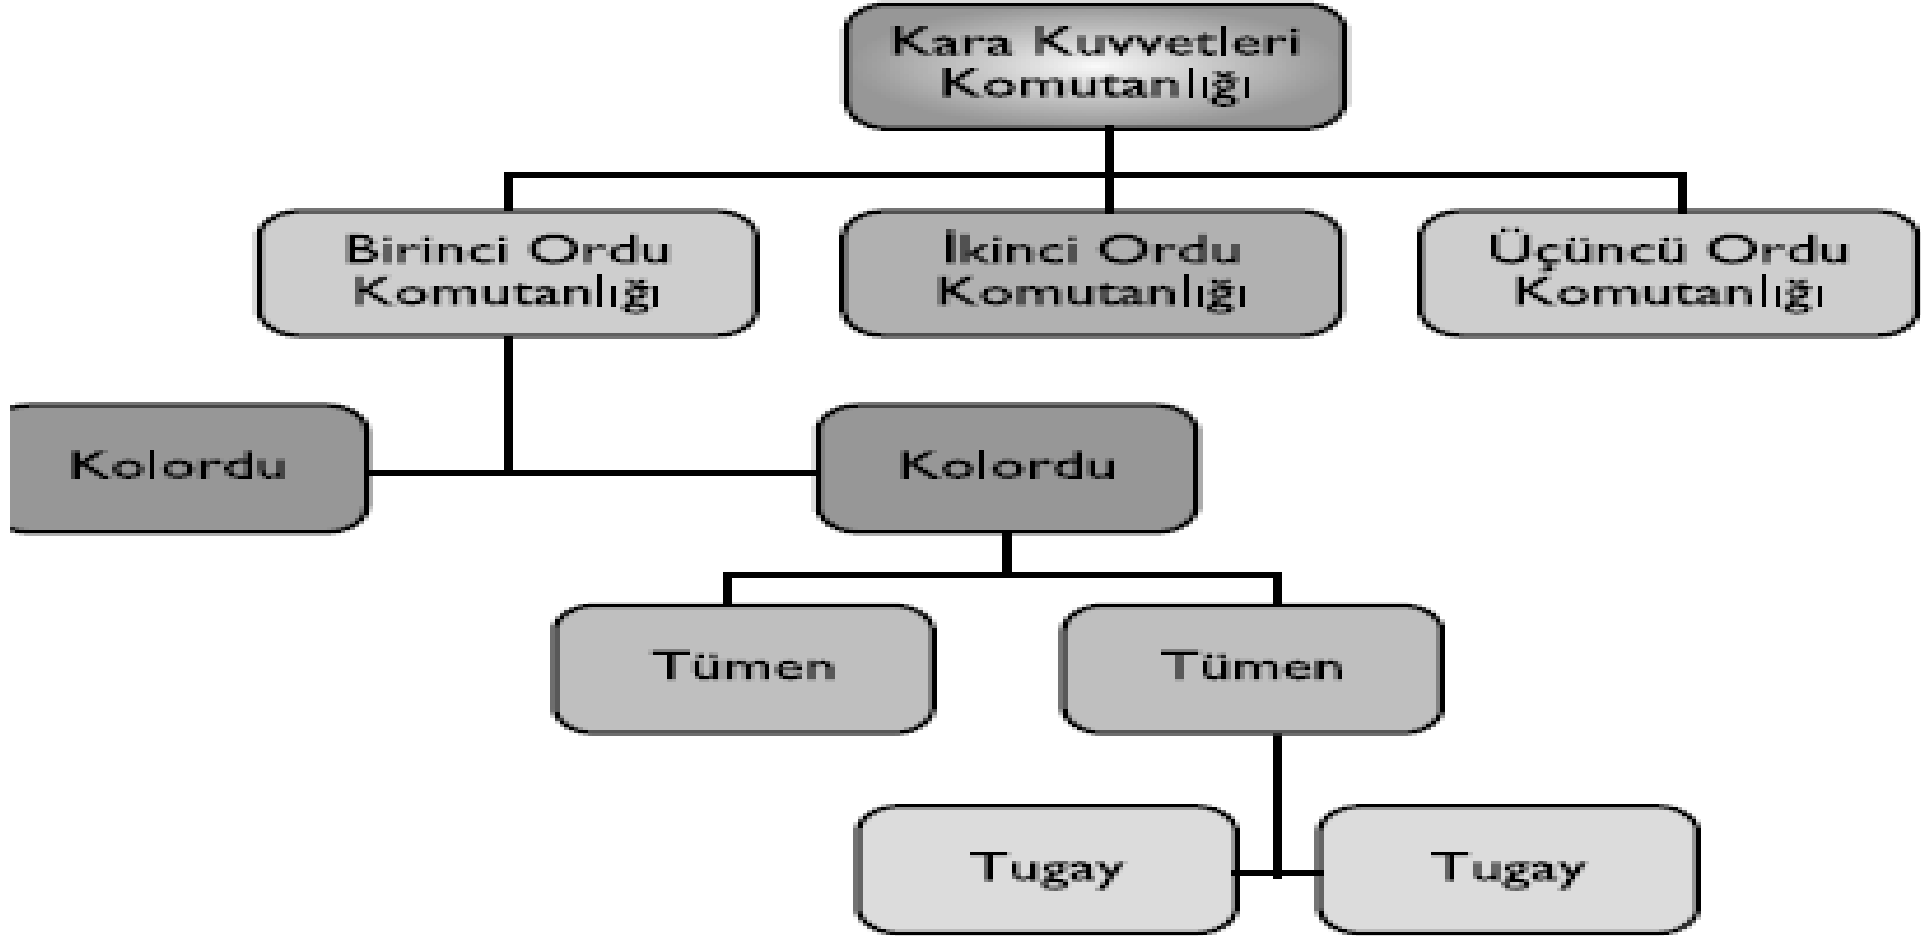 Kara Kuvvetleri
Komutanlığı
Birinci Ordu
Komutanlığı
İkinci Ordu
Komutanlığı
Üçüncü Ordu
Komutanlığı
Kolordu
Kolordu
Tümen
Tümen
Tugay
Tugay